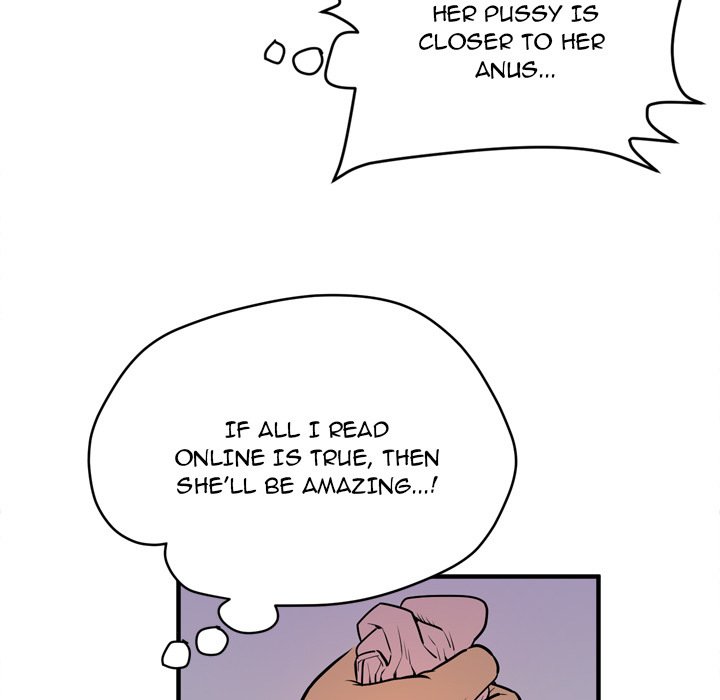 HER PUSSY IS
CLOSER TO HER
ANUS...
IF ALL I READ
ONLINE IS TRUE, THEN
SHE'LL BE AMAZING...!